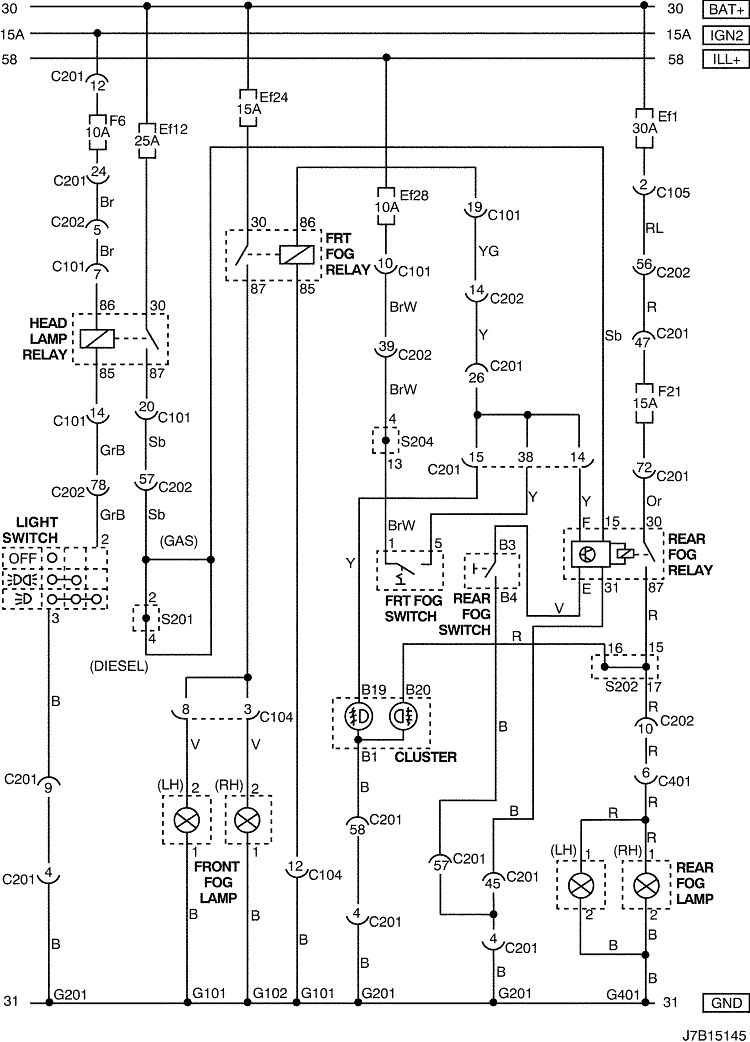 30 30 BAT+
15A 15A IGN2
58 58 ILL+
C201
12
F6
10A
Ef12
25A
Ef24
15A
Ef1
30A
24
C201
Br
C202
5
Br
C101
7
Ef28
10A
19
C101
2
C105
RL
YG
30 86
FRT
FOG
RELAY
87 85
10
C101
BrW
14
C202
Y
56
C202
R
86 30
HEAD
LAMP
RELAY
85 87
39
C202
BrW
C201
26
Sb
C201
47
F21
15A
14
C101
GrB
20
C101
Sb
4
S204
13
15 38 14
C201
72
C201
Or
78
C202
GrB
57
C202
Sb
LIGHT
SWITCH
2
OFF
3
(GAS)
2
S201
4
(DIESEL)
Y
BrW
1 5
FRT FOG
SWITCH
Y
B3
B4
REAR
FOG
SWITCH
Y
F 15 30
REAR
FOG
RELAY
E 31 87
V
R
R
16 15
S202
17
B
8 3
C104
V V
B19 B20
B1
CLUSTER
B
R
C202
10
R
6
C401
R
C201
9
(LH) 2 (RH) 2
1 1
FRONT
FOG
LAMP
B
C201
58
B
C201
57
C201
45
R
R
(LH) 1 (RH) 1
REAR
FOG
LAMP
2 2
4
C201
B
12
C104
B B B
4
C201
B
4
C201
B
B
B
B
31 G201 G101 G102 G101 G201 G201 G401 31 GND
J7B15145